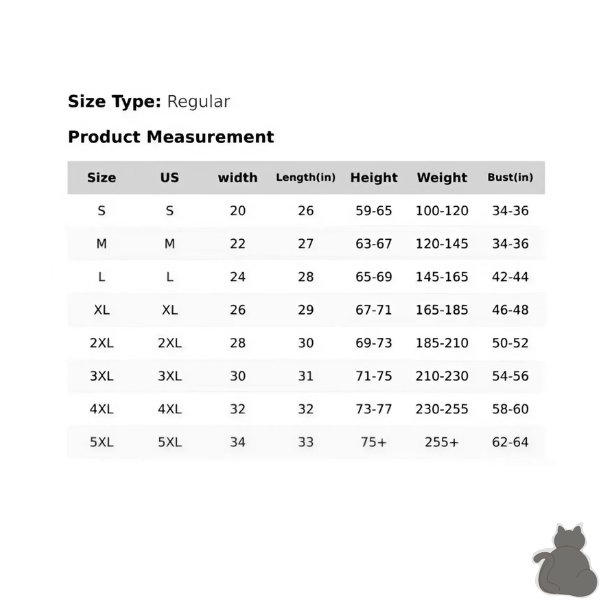 Size Type: Regular
Product Measurement
Size US width Length(in) Height Weight Bust(in)
S S 20 26 59-65 100-120 34-36
M M 22 27 63-67 120-145 34-36
L L 24 28 65-69 145-165 42-44
XL XL 26 29 67-71 165-185 46-48
2XL 2XL 28 30 69-73 185-210 50-52
3XL 3XL 30 31 71-75 210-230 54-56
4XL 4XL 32 32 73-77 230-255 58-60
5XL 5XL 34 33 75+ 255+ 62-64